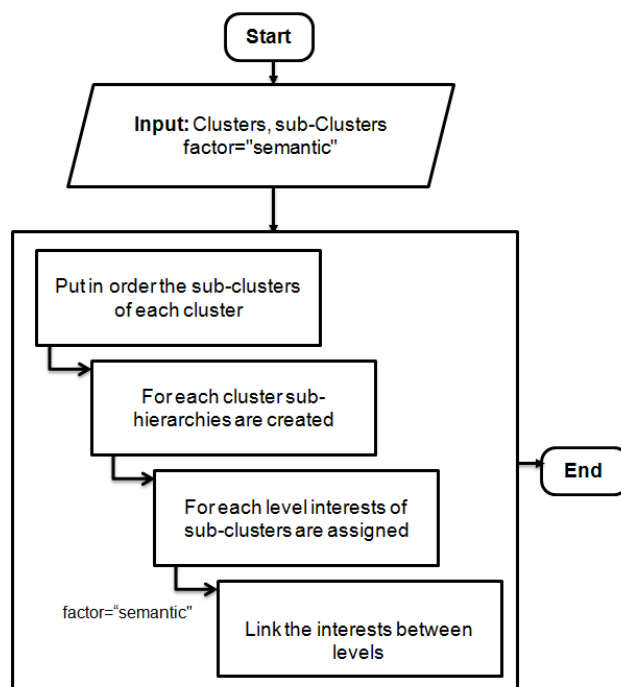 Start
Input: Clusters, sub-Clusters
factor="semantic"
Put in order the sub-clusters
of each cluster
For each cluster sub-
hierarchies are created
For each level interests of
sub-clusters are assigned
End
factor=“semantic"
Link the interests between
levels